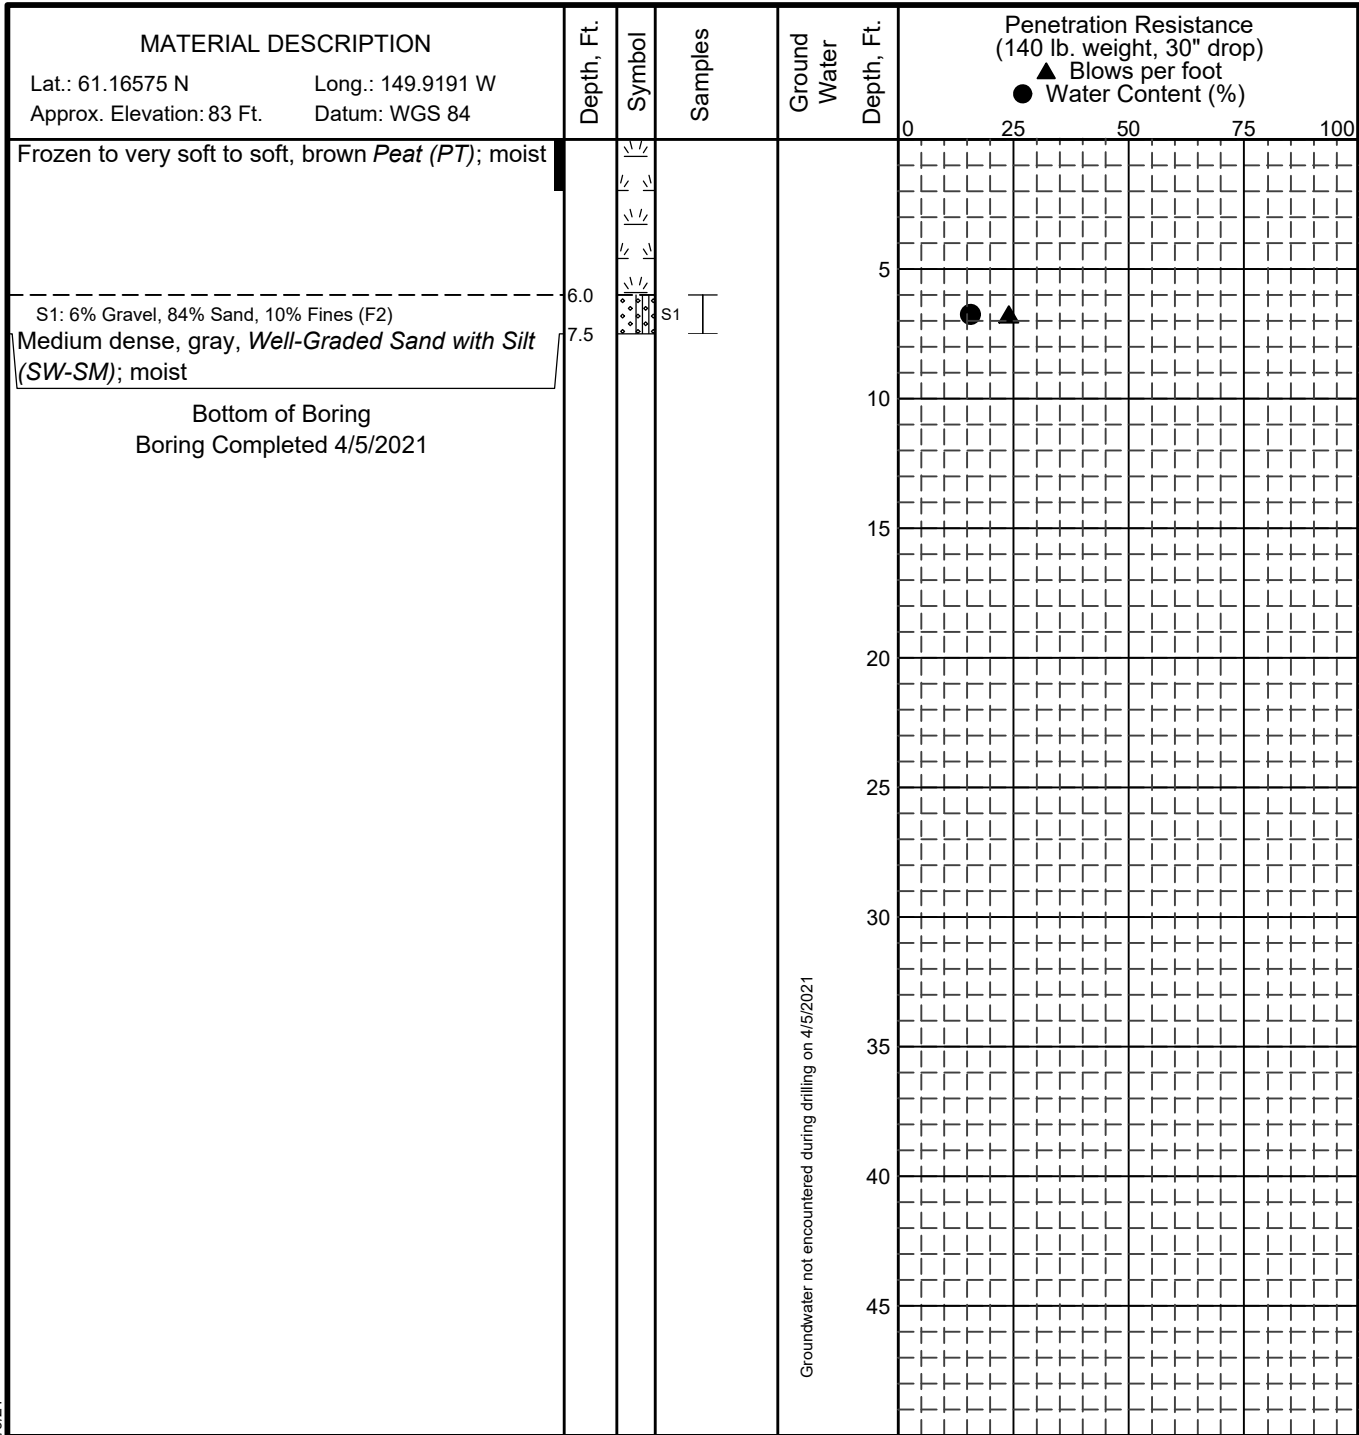 MATERIAL DESCRIPTION
Lat.: 61.16575 N Long.: 149.9191 W
Approx. Elevation: 83 Ft. Datum: WGS 84
Depth, Ft.
Symbol
Samples
Ground
Water
Depth, Ft.
Penetration Resistance
(140 lb. weight, 30" drop)
▲ Blows per foot
● Water Content (%)
0 25 50 75 100
Frozen to very soft to soft, brown Peat (PT); moist
6.0
S1: 6% Gravel, 84% Sand, 10% Fines (F2)
S1
7.5
Medium dense, gray, Well-Graded Sand with Silt
(SW-SM); moist
Bottom of Boring
Boring Completed 4/5/2021
Groundwater not encountered during drilling on 4/5/2021
5
10
15
20
25
30
35
40
45